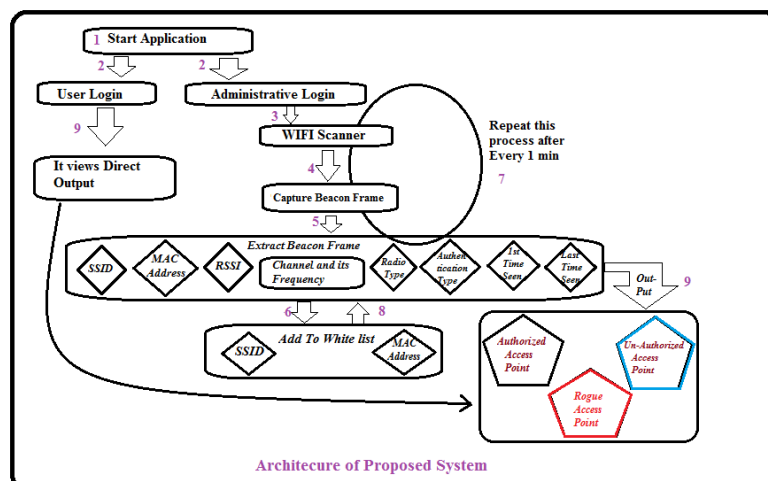 1 Start Application
2
2
User Login
Administrative Login
9
3
WIFI Scanner
Repeat this
process after
Every 1 min
7
4
It views Direct
Output
Capture Beacon Frame
5
Extract Beacon Frame
SSID
MAC
Address
RSSI
Channel and its
Frequency
Radio
Type
Authen
tication
Type
1st
Time
Seen
Last
Time
Seen
Out-
Put
9
6
8
Add To White list
SSID
MAC
Address
Authorized
Access
Point
Un-Authorized
Access
Point
Rogue
Access
Point
Architecure of Proposed System